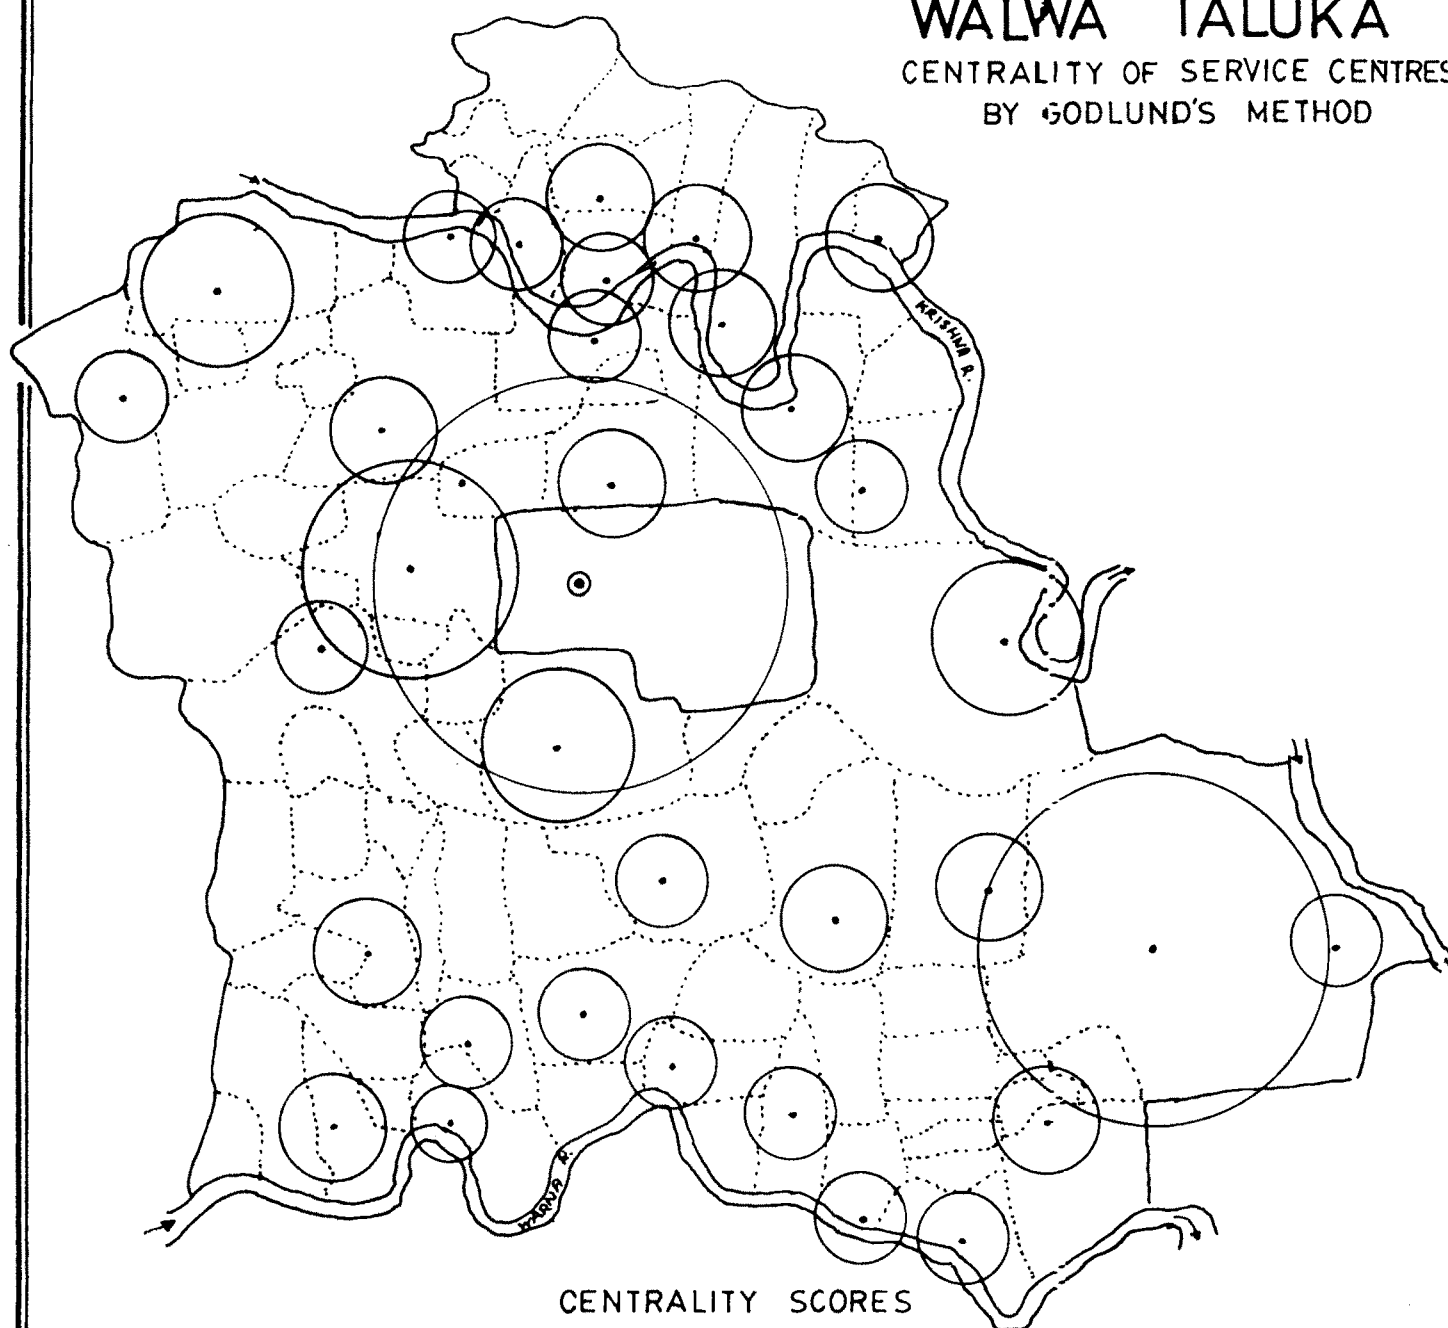 WALWA TALUKA
CENTRALITY OF SERVICE CENTRES
BY GODLUND'S METHOD
KRISHNA R.
WARNA R.
CENTRALITY SCORES